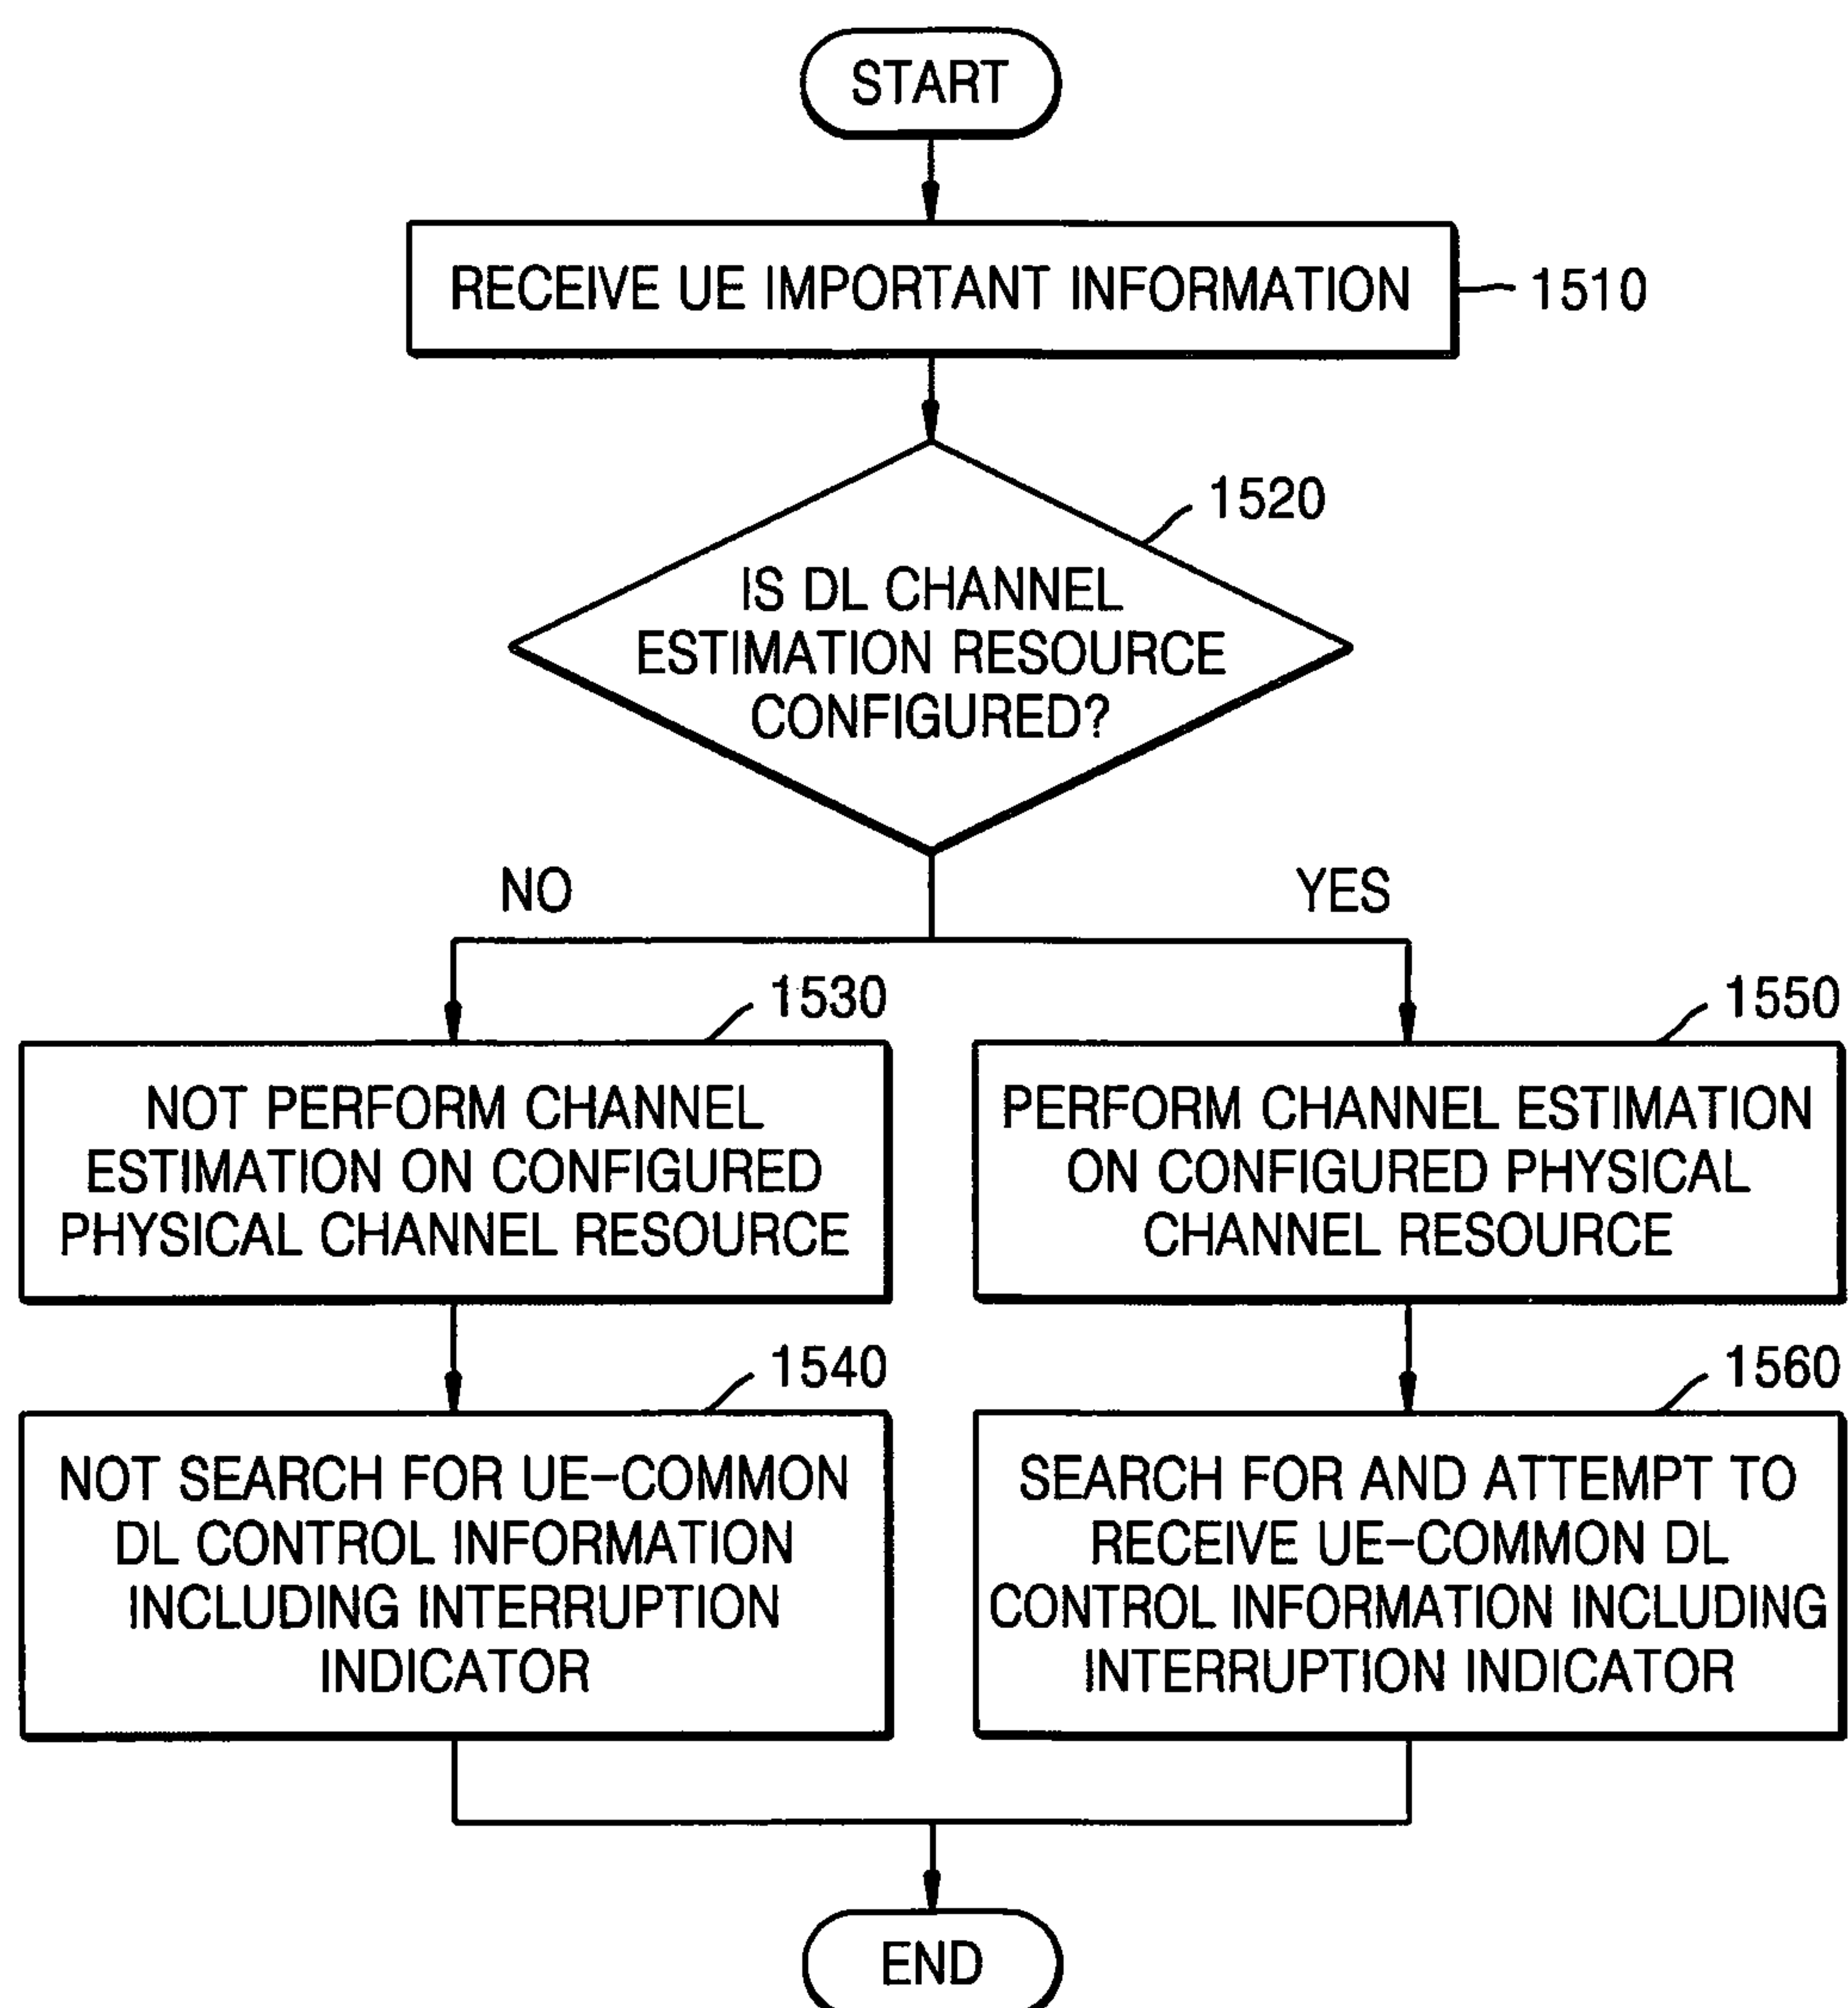 START
RECEIVE UE IMPORTANT INFORMATION
1510
1520
IS DL CHANNEL
ESTIMATION RESOURCE
CONFIGURED?
NO
YES
1530
NOT PERFORM CHANNEL
ESTIMATION ON CONFIGURED
PHYSICAL CHANNEL RESOURCE
1550
PERFORM CHANNEL ESTIMATION
ON CONFIGURED PHYSICAL
CHANNEL RESOURCE
1540
NOT SEARCH FOR UE-COMMON
DL CONTROL INFORMATION
INCLUDING INTERRUPTION
INDICATOR
1560
SEARCH FOR AND ATTEMPT TO
RECEIVE UE-COMMON DL
CONTROL INFORMATION INCLUDING
INTERRUPTION INDICATOR
END